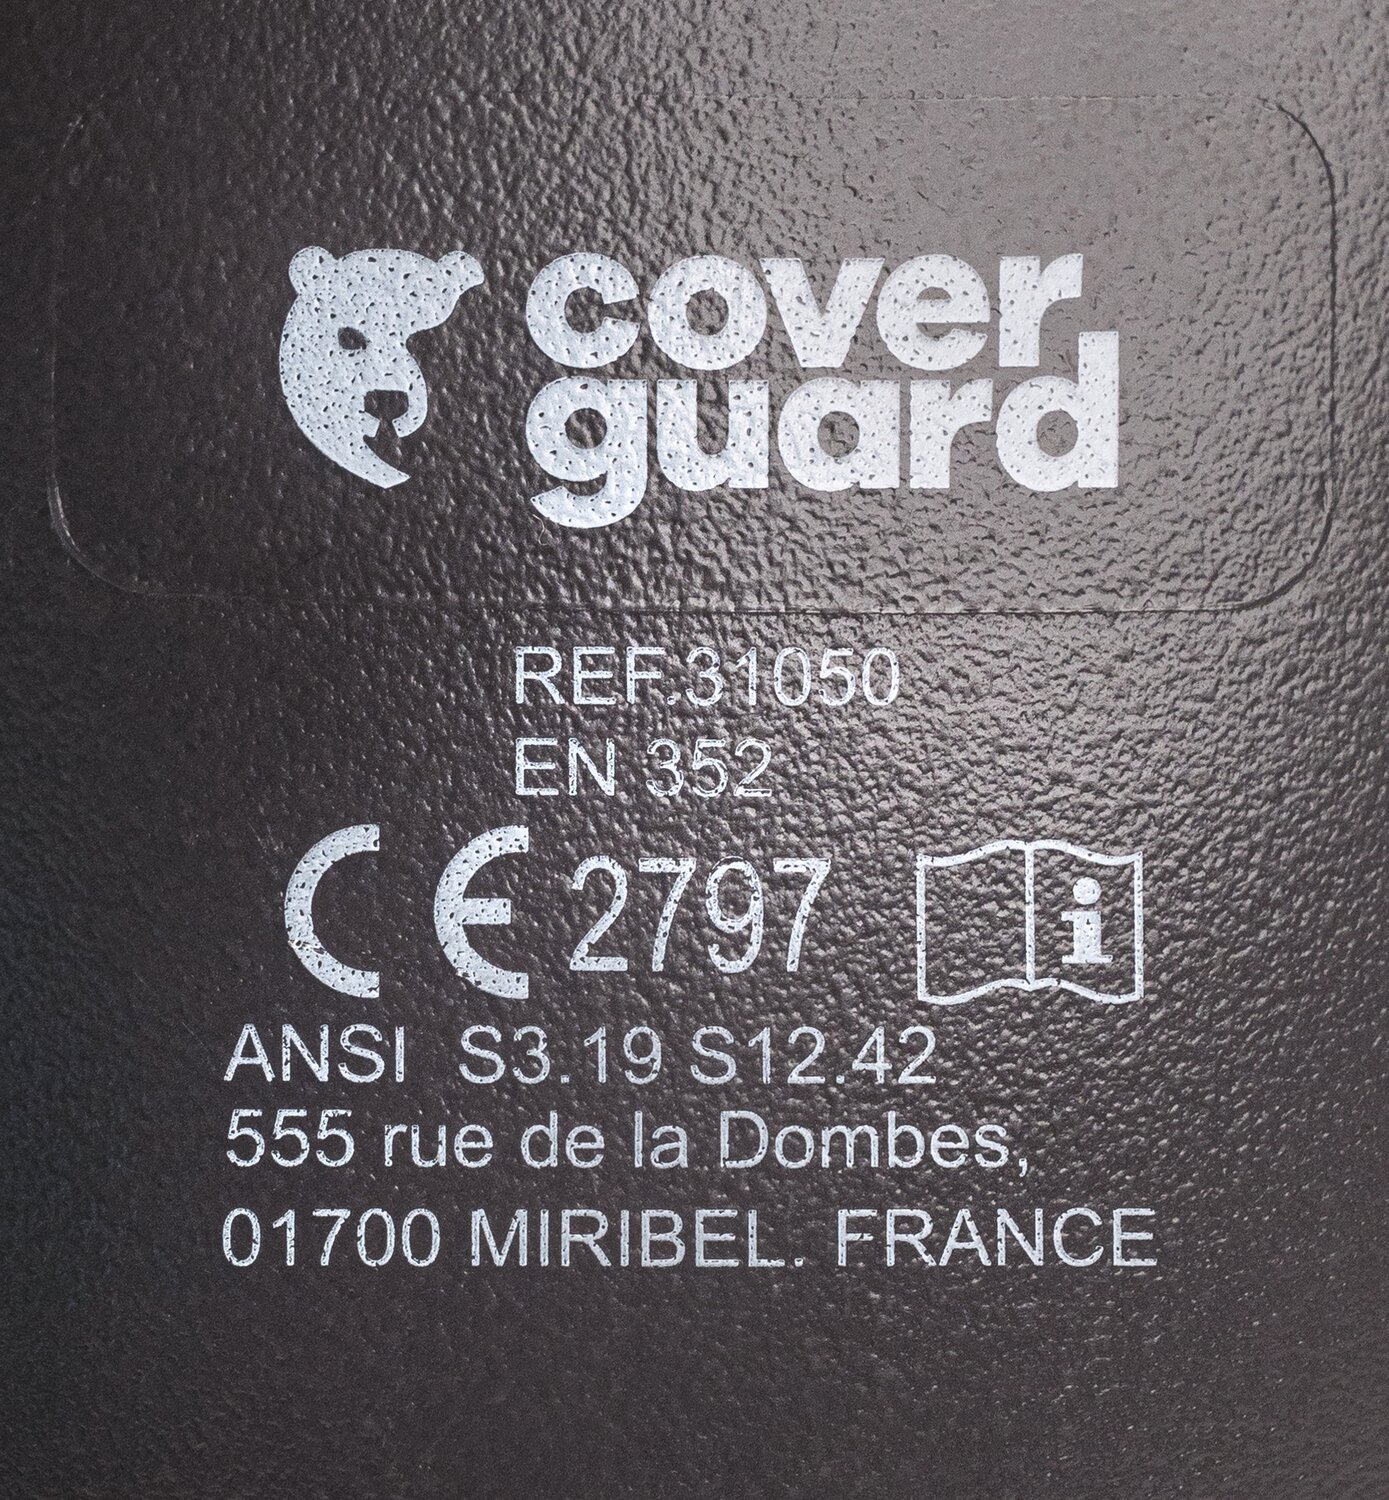 cover
guard
REF.31050
EN 352
CE 2797 i
ANSI S3.19 S12.42
555 rue de la Dombes,
01700 MIRIBEL. FRANCE